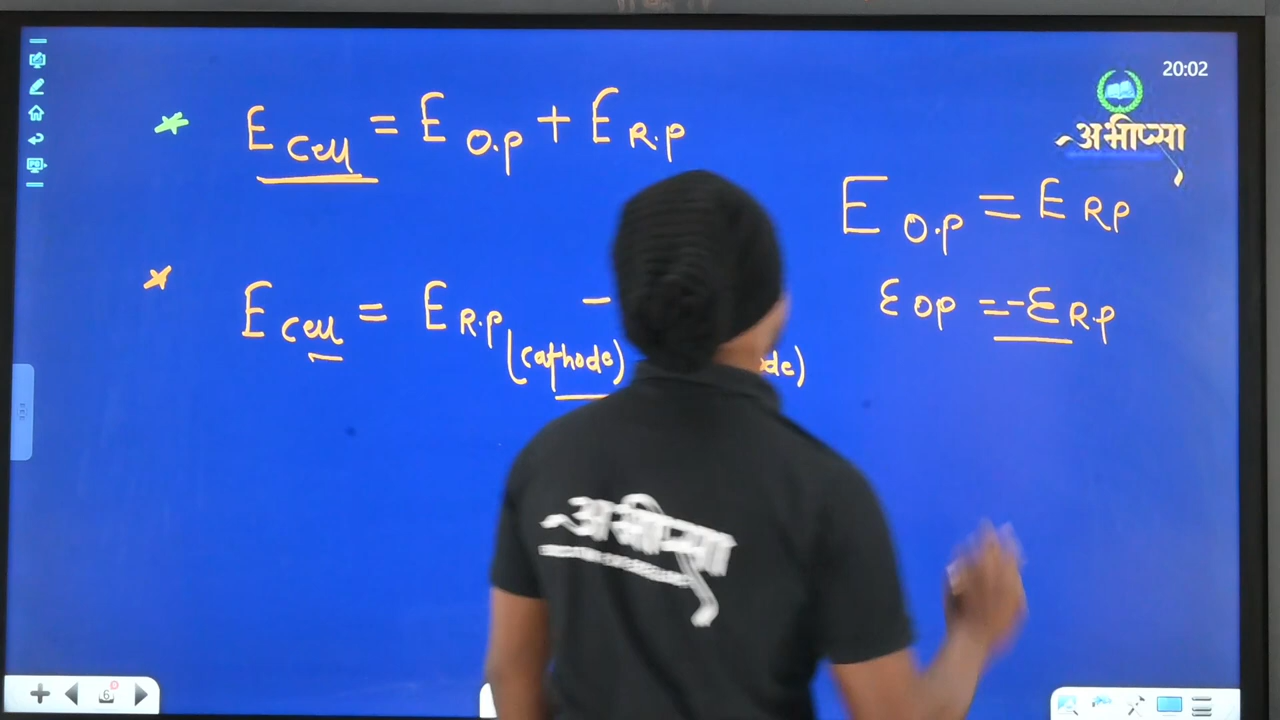 20:02
अभीप्सा
* E cell = E O.P + E R.P
E O.P = E RP
* E cell = E R.P (cathode) -
E OP = -E R.P
अभीप्सा